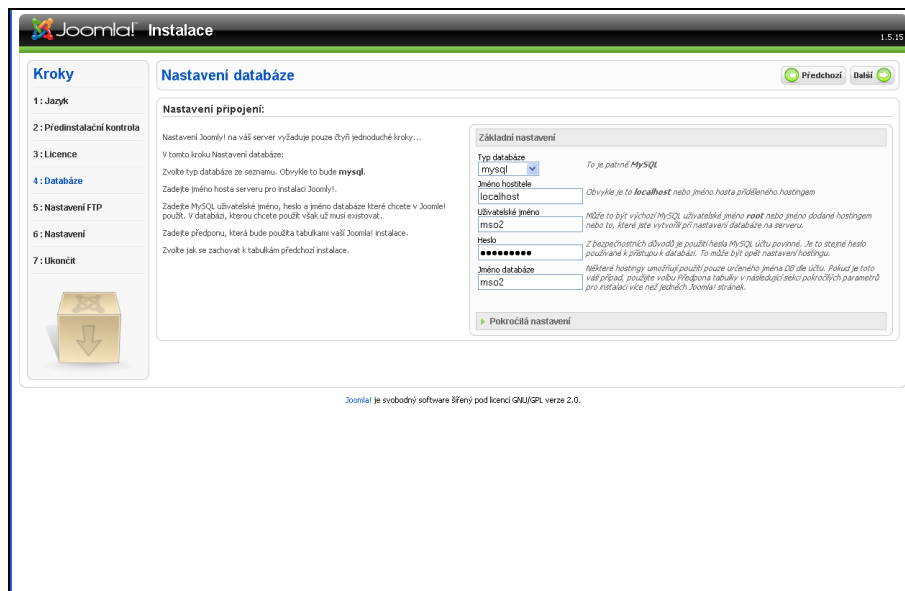 Joomla! Instalace
1.5.15
Kroky
1 : Jazyk
2 : Předinstalační kontrola
3 : Licence
4 : Databáze
5 : Nastavení FTP
6 : Nastavení
7 : Ukončit
Nastavení databáze
Předchozí
Další
Nastavení připojení:
Nastavení Joomly! na váš server vyžaduje pouze čtyři jednoduché kroky...
V tomto kroku Nastavení databáze:
Zvolte typ databáze ze seznamu. Obvykle to bude mysql.
Zadejte jméno hosta serveru pro instalaci Joomly!.
Zadejte MySQL uživatelské jméno, heslo a jméno databáze které chcete v Joomle!
použít. V databázi, kterou chcete použít však už musí existovat.
Zadejte předponu, která bude použita tabulkami vaší Joomla! instalace.
Zvolte jak se zachovat k tabulkám předchozí instalace.
Základní nastavení
Typ databáze
mysql
To je patrně MySQL
Jméno hostitele
localhost
Obvykle je to localhost nebo jméno hosta přiděleného hostingem
Uživatelské jméno
mso2
Může to být výchozí MySQL uživatelské jméno root nebo jméno dodané hostingem
nebo to, které jste vytvořili při nastavení databáze na serveru.
Heslo
●●●●●●●●●
Z bezpečnostních důvodů je použití hesla MySQL účtu povinné. Je to stejné heslo
používané k přístupu k databázi. To může být opět nastavení hostingu.
Jméno databáze
mso2
Některé hostingy umožňují použití pouze určeného jména DB dle účtu. Pokud je toto
váš případ, použijte volbu Předpona tabulky v následující sekci pokročilých parametrů
pro instalaci více než jedněch Joomla! stránek.
Pokročilá nastavení
Joomla! je svobodný software šířený pod licencí GNU/GPL verze 2.0.